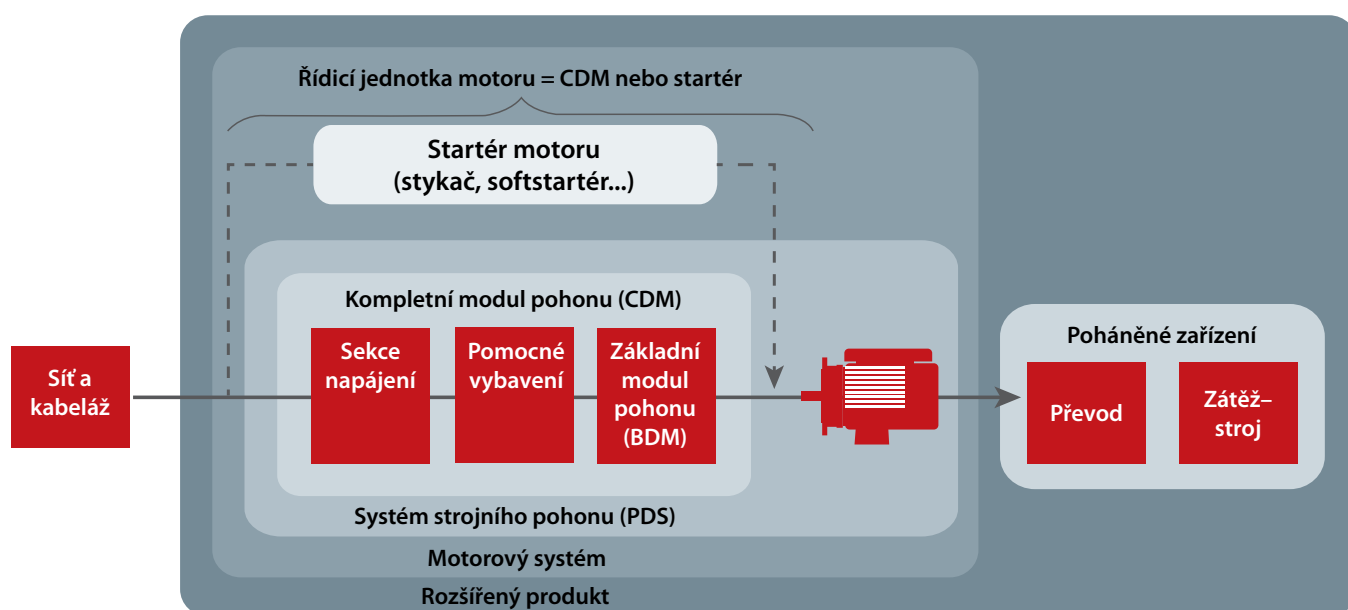 Řídicí jednotka motoru = CDM nebo startér
Startér motoru
(stykač, softstartér...)
Kompletní modul pohonu (CDM)
Síť a
kabeláž
Sekce
napájení
Pomocné
vybavení
Základní
modul
pohonu
(BDM)
Poháněné zařízení
Převod
Zátěž–
stroj
Systém strojního pohonu (PDS)
Motorový systém
Rozšířený produkt